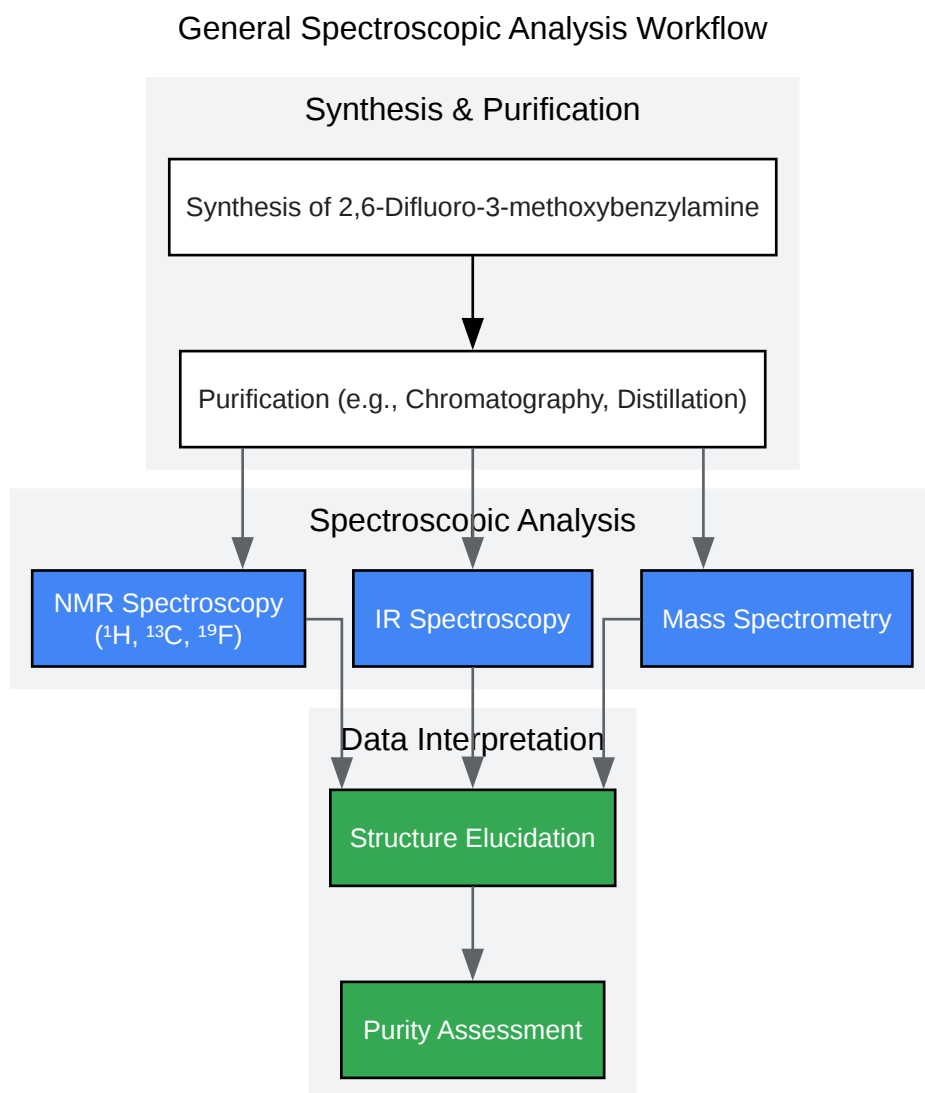 General Spectroscopic Analysis Workflow
Synthesis & Purification
Synthesis of 2,6-Difluoro-3-methoxybenzylamine
Purification (e.g., Chromatography, Distillation)
Spectroscopic Analysis
NMR Spectroscopy
(¹H, ¹³C, ¹⁹F)
IR Spectroscopy
Mass Spectrometry
Data Interpretation
Structure Elucidation
Purity Assessment